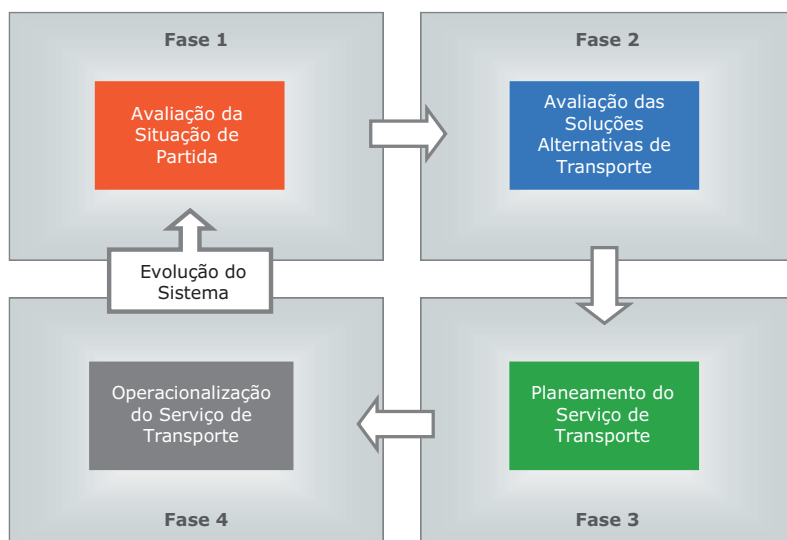 Fase 1
Avaliação da
Situação de
Partida
Fase 2
Avaliação das
Soluções
Alternativas de
Transporte
Evolução do
Sistema
Operacionalização
do Serviço de
Transporte
Fase 4
Planeamento do
Serviço de
Transporte
Fase 3